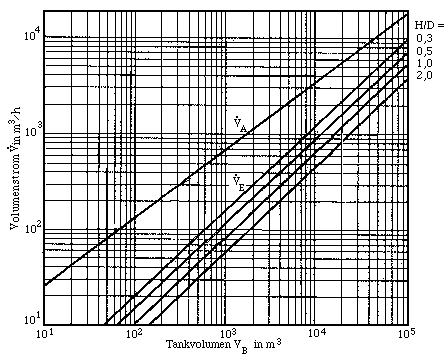 H/D =
0,3
0,5
1,0
2,0
10⁴
10³
10²
10¹
Volumenstrom V̇ in m³/h
V̇A
V̇E
10¹ 10² 10³ 10⁴ 10⁵
Tankvolumen VB in m³